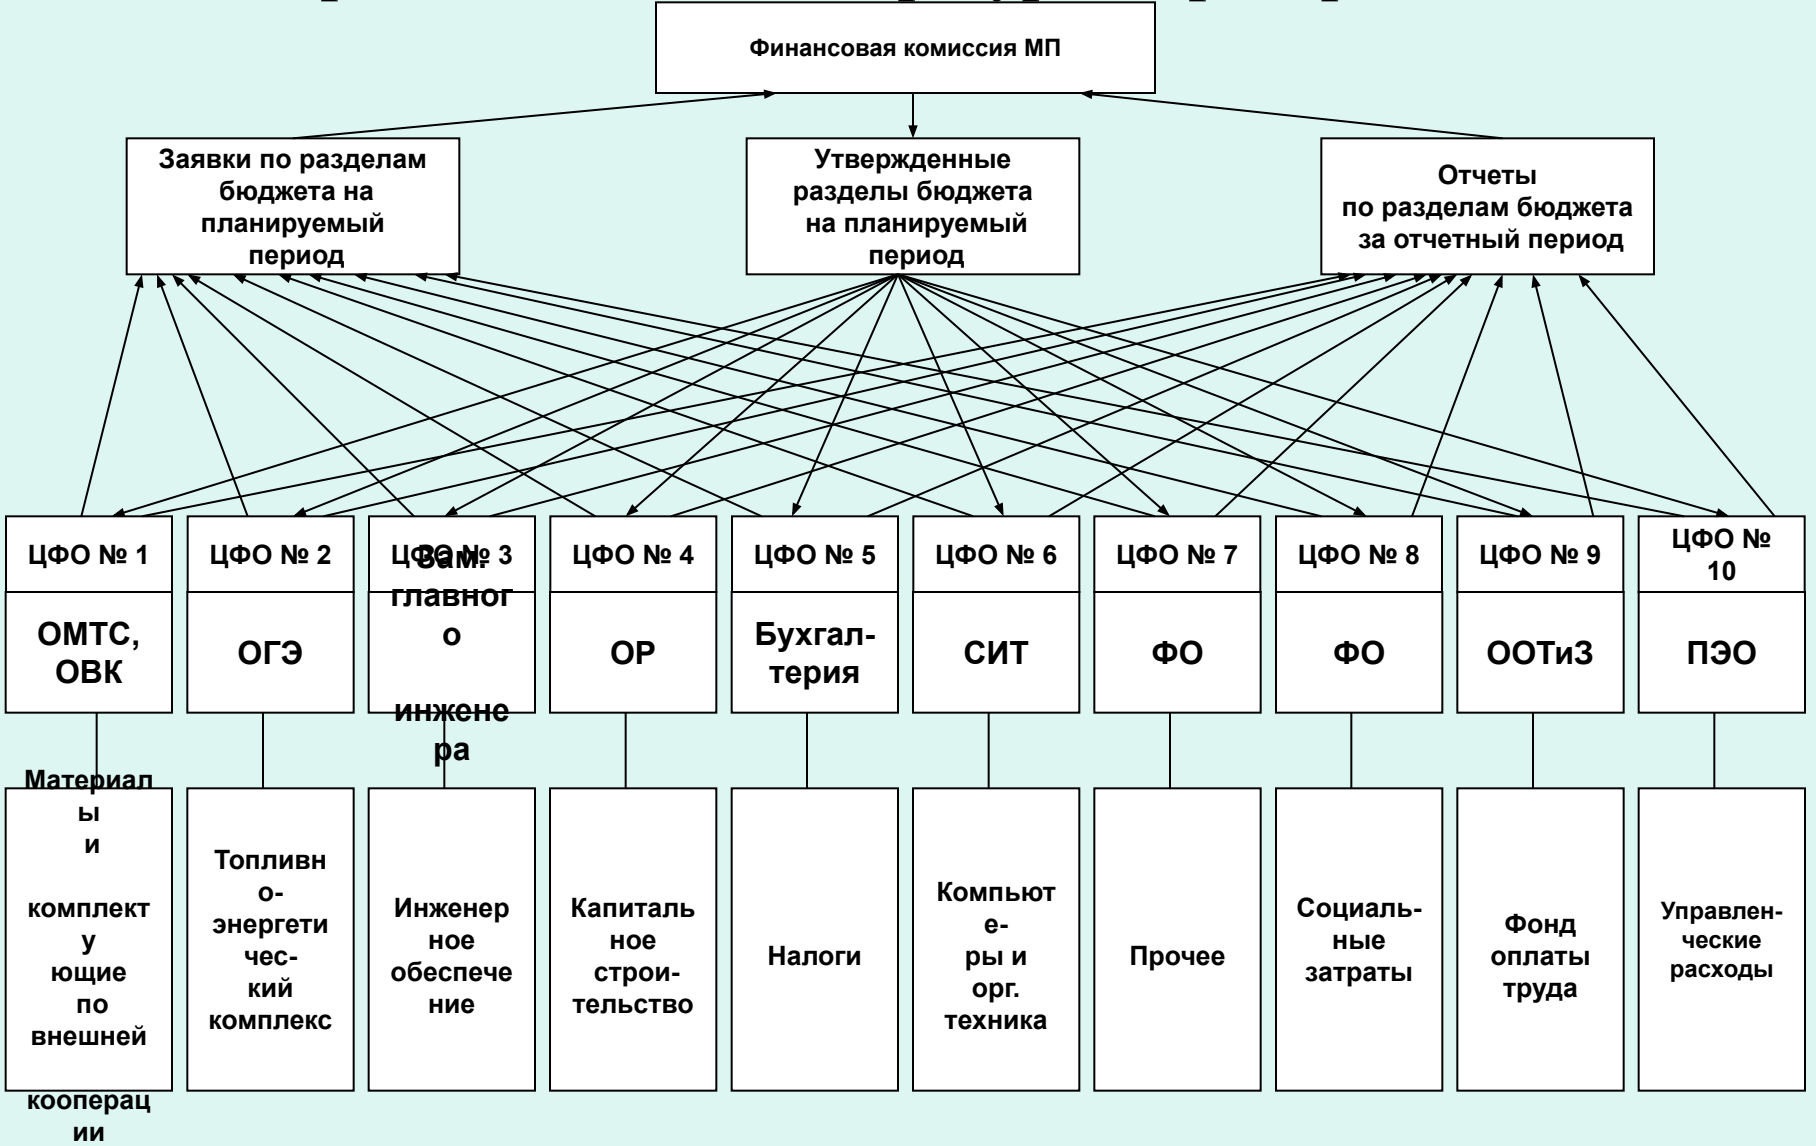 Финансовая комиссия МП
Заявки по разделам
бюджета на
планируемый
период
Утвержденные
разделы бюджета
на планируемый
период
Отчеты
по разделам бюджета
за отчетный период
ЦФО № 1
ЦФО № 2
ЦФО № 3
ЦФО № 4
ЦФО № 5
ЦФО № 6
ЦФО № 7
ЦФО № 8
ЦФО № 9
ЦФО №
10
ОМТС,
ОВК
ОГЭ
Зам.
главног
о
инжене
ра
ОР
Бухгал-
терия
СИТ
ФО
ФО
ООТиЗ
ПЭО
Материал
ы
и
комплект
у
ющие
по
внешней
кооперац
ии
Топливн
о-
энергети
чес-
кий
комплекс
Инженер
ное
обеспече
ние
Капиталь
ное
строи-
тельство
Налоги
Компьют
е-
ры и
орг.
техника
Прочее
Социаль-
ные
затраты
Фонд
оплаты
труда
Управлен-
ческие
расходы